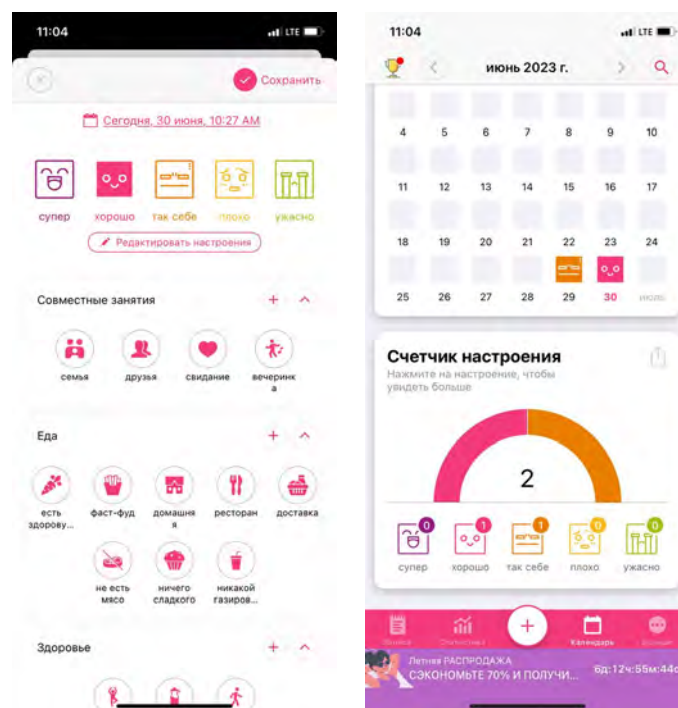 11:04
LTE
Сохранить
Сегодня, 30 июня, 10:27 AM
супер
хорошо
так себе
плохо
ужасно
Редактировать настроения
Совместные занятия
семья
друзья
свидание
вечеринк
а
Еда
есть
здорову...
фаст-фуд
домашня
я
ресторан
доставка
не есть
мясо
ничего
сладкого
никакой
газиров...
Здоровье
11:04
LTE
июнь 2023 г.
4 5 6 7 8 9 10
11 12 13 14 15 16 17
18 19 20 21 22 23 24
25 26 27 28 29 30 июль
Счетчик настроения
Нажмите на настроение, чтобы
увидеть больше
2
0 1 1 0 0
супер хорошо так себе плохо ужасно
Статистика Календарь
Летняя РАСПРОДАЖА
СЭКОНОМЬТЕ 70% И ПОЛУЧИ...
6д:12ч:55м:44с